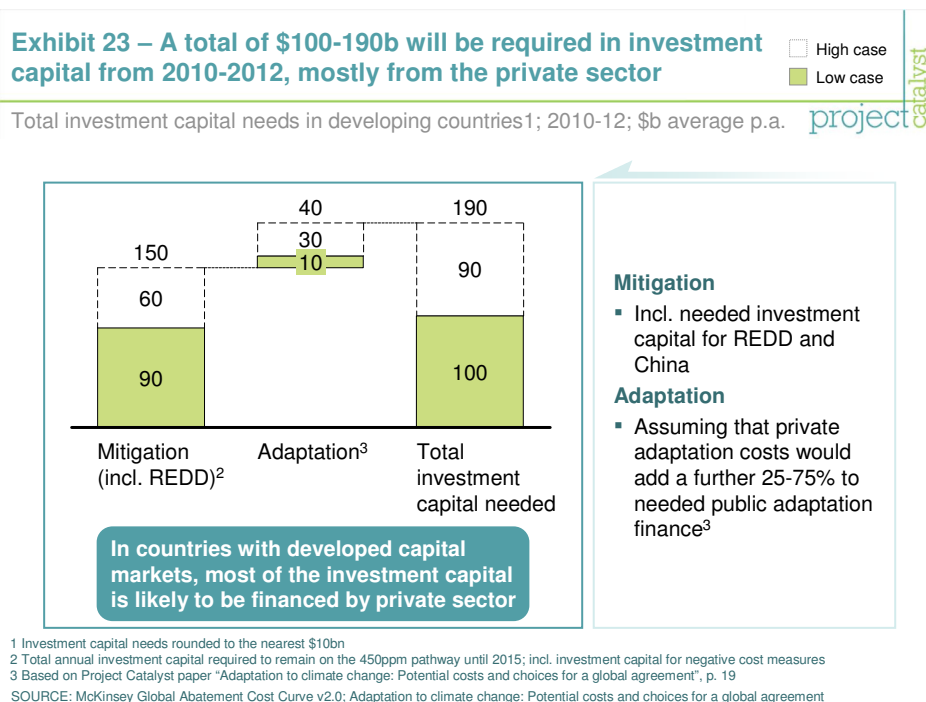 Exhibit 23 – A total of $100-190b will be required in investment
capital from 2010-2012, mostly from the private sector
High case
Low case
project catalyst
Total investment capital needs in developing countries1; 2010-12; $b average p.a.
40
190
150
30
10
60
90
90
100
Mitigation
(incl. REDD)2
Adaptation3
Total
investment
capital needed
In countries with developed capital
markets, most of the investment capital
is likely to be financed by private sector
Mitigation
▪ Incl. needed investment
capital for REDD and
China
Adaptation
▪ Assuming that private
adaptation costs would
add a further 25-75% to
needed public adaptation
finance3
1 Investment capital needs rounded to the nearest $10bn
2 Total annual investment capital required to remain on the 450ppm pathway until 2015; incl. investment capital for negative cost measures
3 Based on Project Catalyst paper “Adaptation to climate change: Potential costs and choices for a global agreement”, p. 19
SOURCE: McKinsey Global Abatement Cost Curve v2.0; Adaptation to climate change: Potential costs and choices for a global agreement